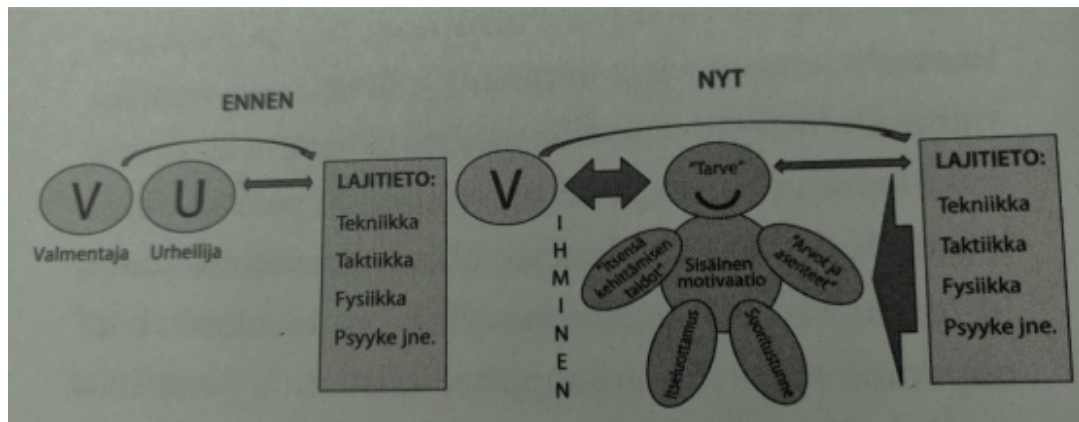 ENNEN
V
U
Valmentaja
Urheilija
LAJITIETO:
Tekniikka
Taktiikka
Fysiikka
Psyyke jne.
NYT
V
IHMINEN
"Tarve"
"Itsensä
kehittämisen
taidot"
Sisäinen
motivaatio
"Arvot ja
asenteet"
Itseluottamus
Suoritustunne
LAJITIETO:
Tekniikka
Taktiikka
Fysiikka
Psyyke jne.